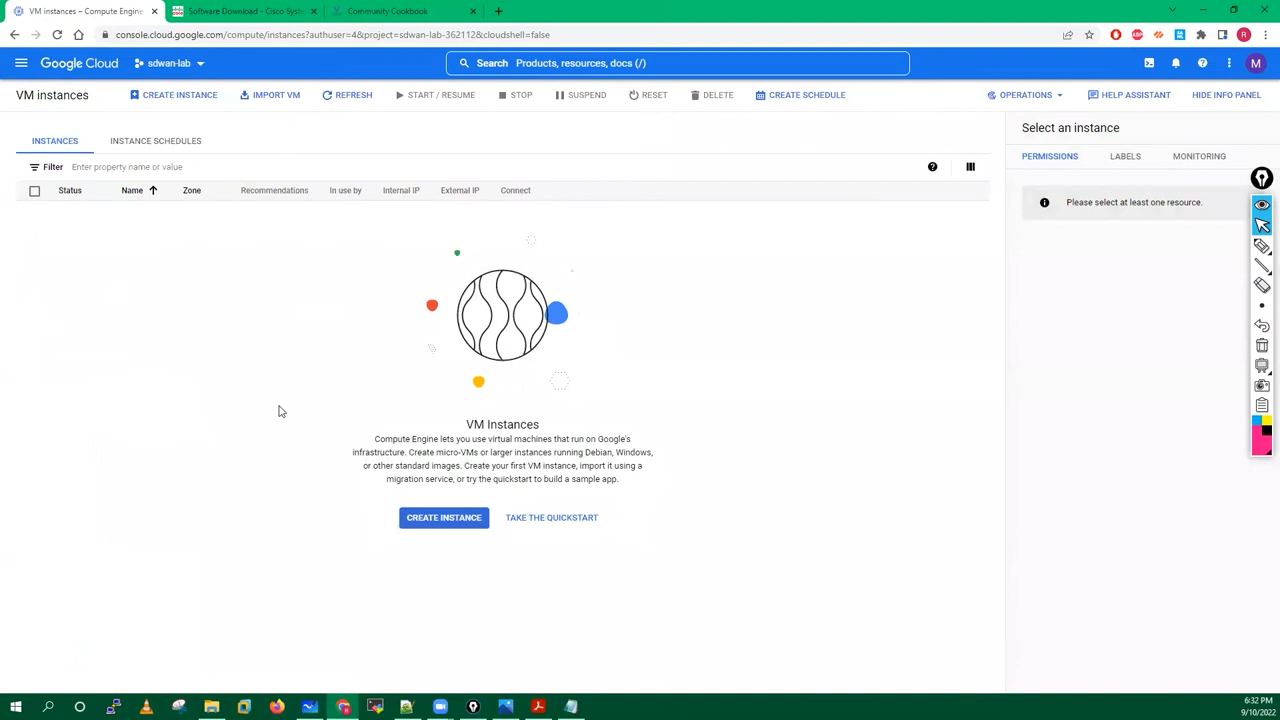 VM instances – Compute Engine
Software Download - Cisco Syste
Community Cookbook
console.cloud.google.com/compute/instances?authuser=4&project=sdwan-lab-362112&cloudshell=false
Google Cloud
sdwan-lab
Search Products, resources, docs (/)
M
VM instances
CREATE INSTANCE
IMPORT VM
REFRESH
START / RESUME
STOP
SUSPEND
RESET
DELETE
CREATE SCHEDULE
OPERATIONS
HELP ASSISTANT
HIDE INFO PANEL
INSTANCES
INSTANCE SCHEDULES
Filter Enter property name or value
Status Name Zone Recommendations In use by Internal IP External IP Connect
VM Instances
Compute Engine lets you use virtual machines that run on Google's
infrastructure. Create micro-VMs or larger instances running Debian, Windows,
or other standard images. Create your first VM instance, import it using a
migration service, or try the quickstart to build a sample app.
CREATE INSTANCE
TAKE THE QUICKSTART
Select an instance
PERMISSIONS
LABELS
MONITORING
Please select at least one resource.
6:32 PM
9/10/2022